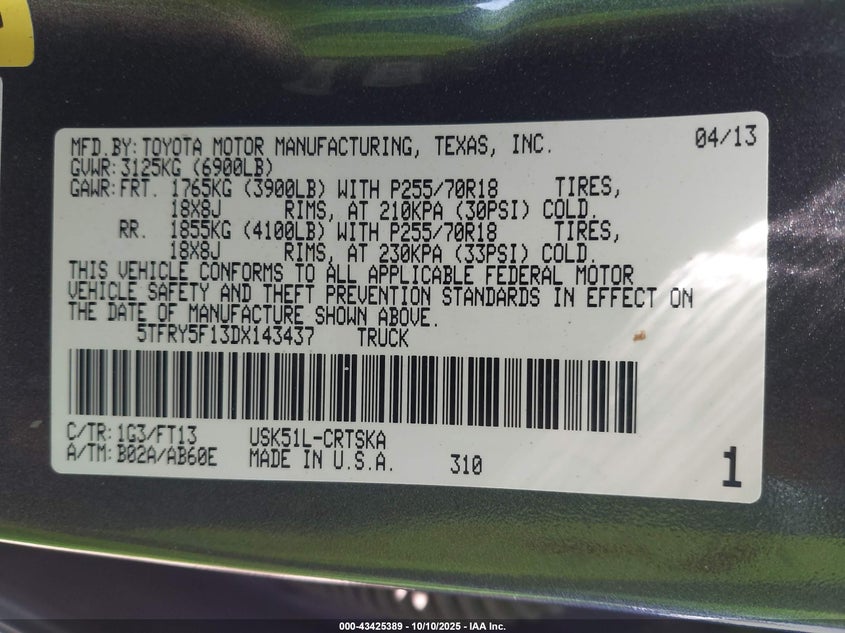 MFD.BY:TOYOTA MOTOR MANUFACTURING, TEXAS, INC. 04/13
GVWR:3125KG (6900LB)
GAWR:FRT. 1765KG (3900LB) WITH P255/70R18 TIRES,
18X8J RIMS, AT 210KPA (30PSI) COLD.
RR. 1855KG (4100LB) WITH P255/70R18 TIRES,
18X8J RIMS, AT 230KPA (33PSI) COLD.
THIS VEHICLE CONFORMS TO ALL APPLICABLE FEDERAL MOTOR
VEHICLE SAFETY AND THEFT PREVENTION STANDARDS IN EFFECT ON
THE DATE OF MANUFACTURE SHOWN ABOVE.
5TFRY5F13DX143437 TRUCK
C/TR:1G3/FT13 USK51L-CRTSKA
A/TM:B02A/AB60E MADE IN U.S.A. 310 1
000-43425389 - 10/10/2025 - IAA Inc.